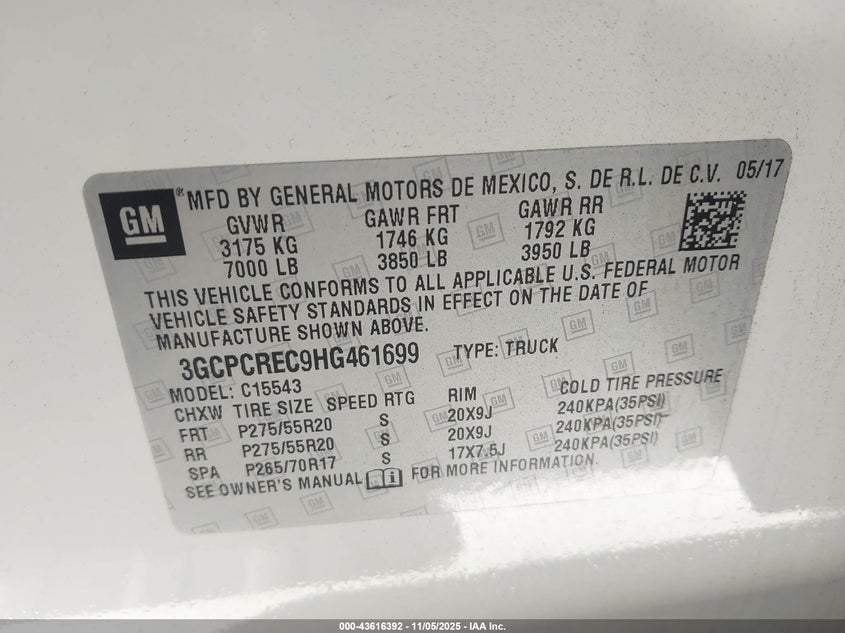 GM ® MFD BY GENERAL MOTORS DE MEXICO, S. DE R.L. DE C.V. 05/17
GVWR GAWR FRT GAWR RR
3175 KG 1746 KG 1792 KG
7000 LB 3850 LB 3950 LB
THIS VEHICLE CONFORMS TO ALL APPLICABLE U.S. FEDERAL MOTOR
VEHICLE SAFETY STANDARDS IN EFFECT ON THE DATE OF
MANUFACTURE SHOWN ABOVE.
3GCPCREC9HG461699 TYPE: TRUCK
MODEL: C15543
CHXW TIRE SIZE SPEED RTG RIM COLD TIRE PRESSURE
FRT P275/55R20 S 20X9J 240KPA(35PSI)
RR P275/55R20 S 20X9J 240KPA(35PSI)
SPA P265/70R17 S 17X7.5J 240KPA(35PSI)
SEE OWNER'S MANUAL FOR MORE INFORMATION.
000-43616392 - 11/05/2025 - IAA Inc.